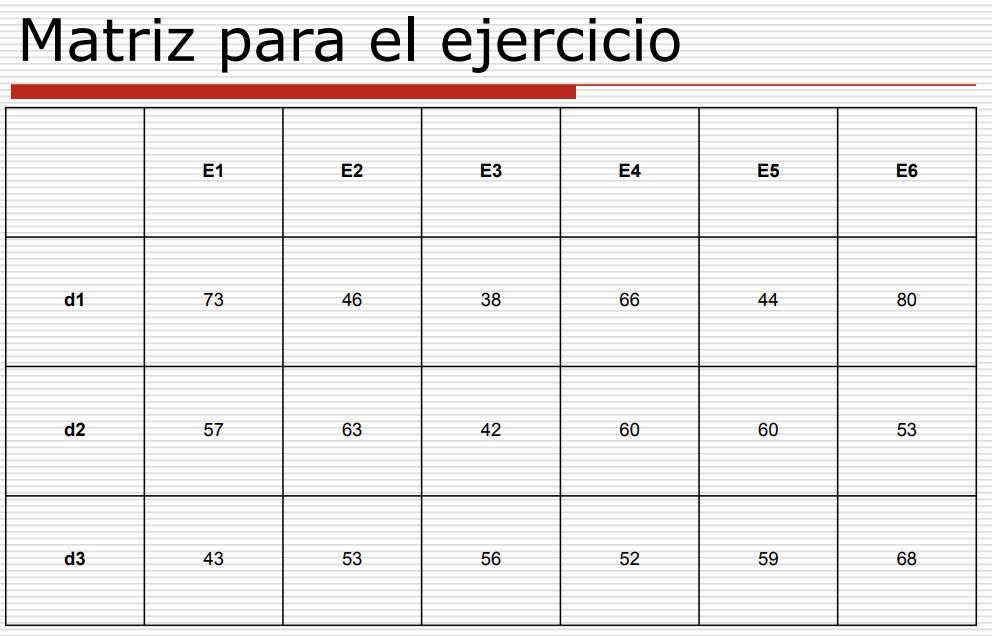 Matriz para el ejercicio
E1 E2 E3 E4 E5 E6
d1 73 46 38 66 44 80
d2 57 63 42 60 60 53
d3 43 53 56 52 59 68